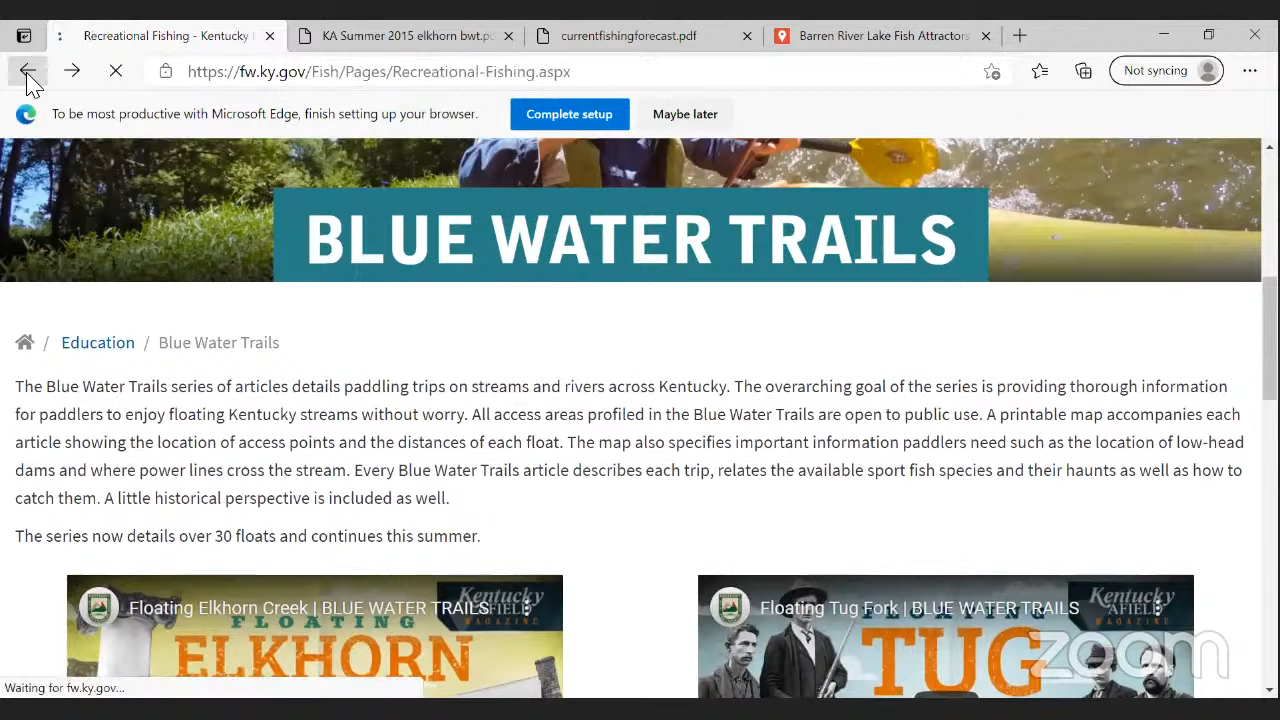 Recreational Fishing - Kentucky
KA Summer 2015 elkhorn bwt.p
currentfishingforecast.pdf
Barren River Lake Fish Attractors
https://fw.ky.gov/Fish/Pages/Recreational-Fishing.aspx
Not syncing
To be most productive with Microsoft Edge, finish setting up your browser.
Complete setup
Maybe later
BLUE WATER TRAILS
/ Education / Blue Water Trails
The Blue Water Trails series of articles details paddling trips on streams and rivers across Kentucky. The overarching goal of the series is providing thorough information
for paddlers to enjoy floating Kentucky streams without worry. All access areas profiled in the Blue Water Trails are open to public use. A printable map accompanies each
article showing the location of access points and the distances of each float. The map also specifies important information paddlers need such as the location of low-head
dams and where power lines cross the stream. Every Blue Water Trails article describes each trip, relates the available sport fish species and their haunts as well as how to
catch them. A little historical perspective is included as well.
The series now details over 30 floats and continues this summer.
Floating Elkhorn Creek | BLUE WATER TRAILS
Kentucky
AFIELD
MAGAZINE
FLOATING
ELKHORN
Floating Tug Fork | BLUE WATER TRAILS
Kentucky
AFIELD
MAGAZINE
FLOATING
TUG
zoom
Waiting for fw.ky.gov...